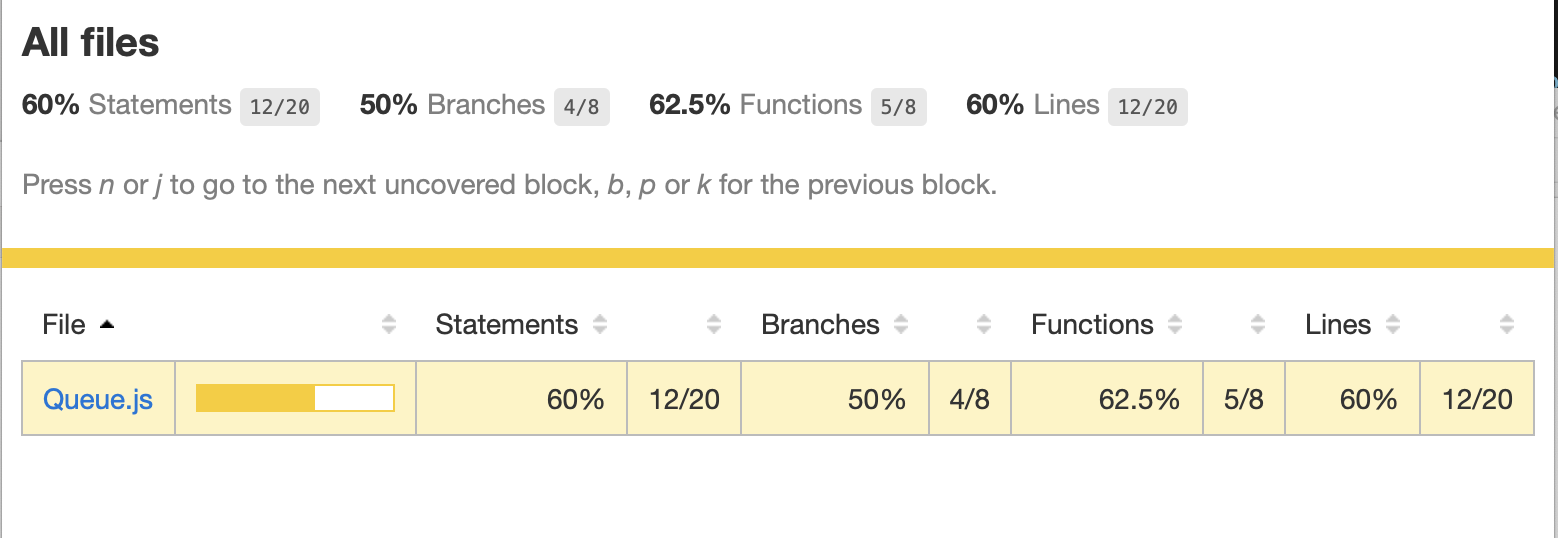 All files
60% Statements 12/20 50% Branches 4/8 62.5% Functions 5/8 60% Lines 12/20
Press n or j to go to the next uncovered block, b, p or k for the previous block.
File Statements Branches Functions Lines
Queue.js 60% 12/20 50% 4/8 62.5% 5/8 60% 12/20